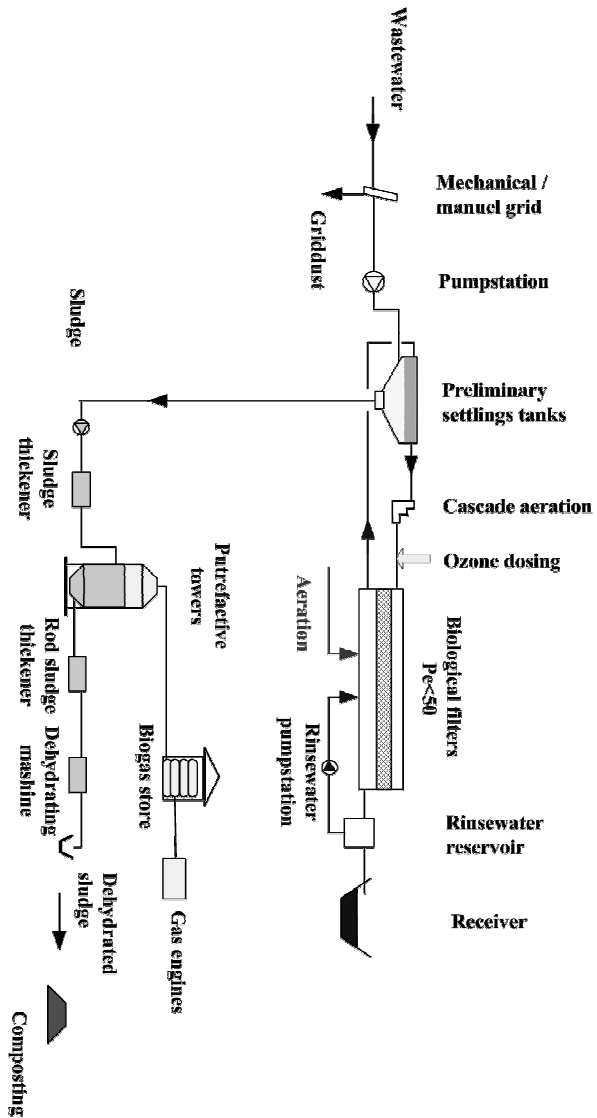 Wastewater
Mechanical /
manuel grid
Griddust
Pumpstation
Sludge
Preliminary
settlings tanks
Sludge
thickener
Cascade aeration
Ozone dosing
Putrefactive
towers
Aeration
Biological filters
Pe<50
Rod sludge
thickener
Dehydrating
mashine
Biogas store
Rinsewater
pumpstation
Rinsewater
reservoir
Dehydrated
sludge
Gas engines
Receiver
Composting